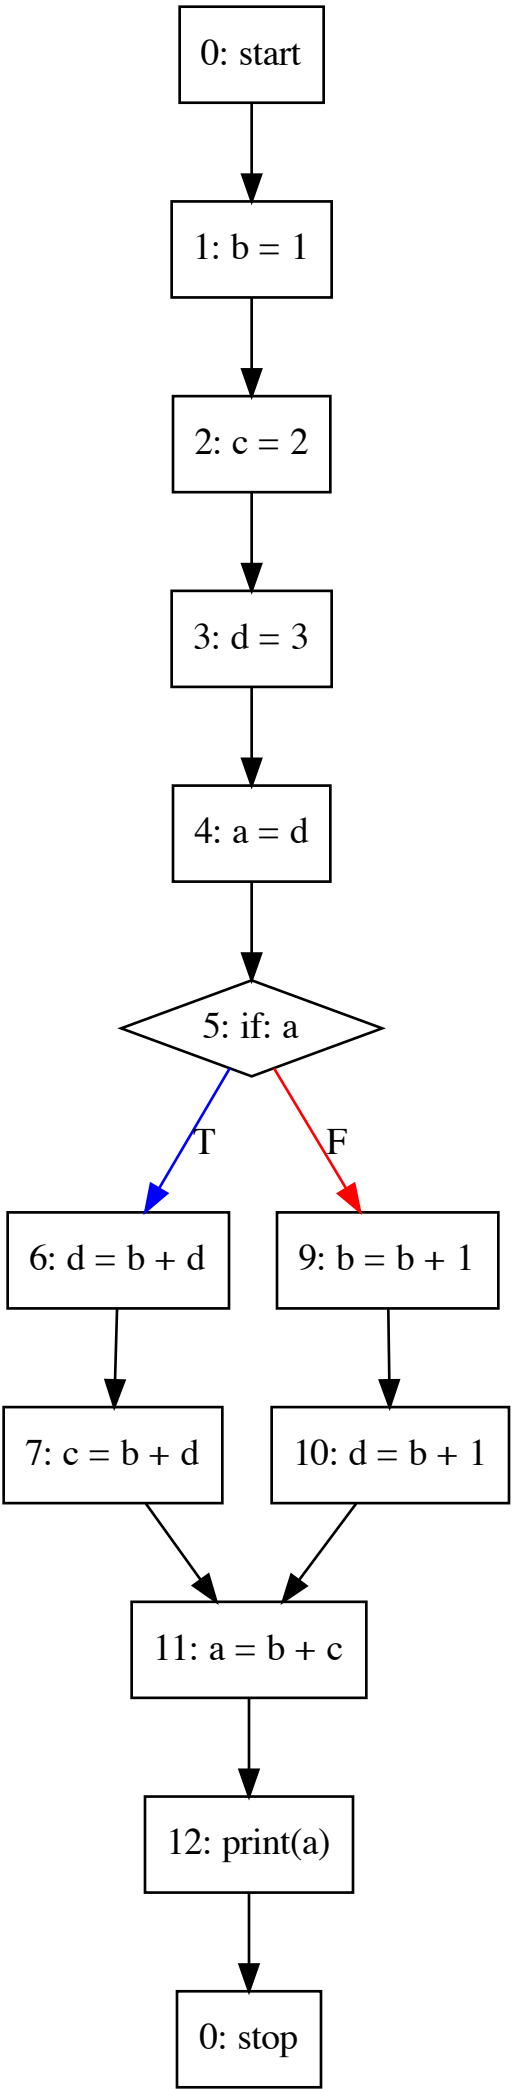 0: start
1: b = 1
2: c = 2
3: d = 3
4: a = d
5: if: a
T
F
6: d = b + d
9: b = b + 1
7: c = b + d
10: d = b + 1
11: a = b + c
12: print(a)
0: stop